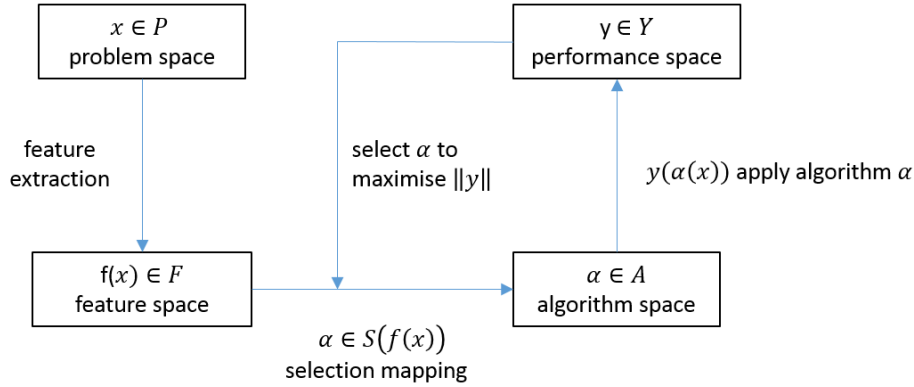 x ∈ P
problem space
y ∈ Y
performance space
feature
extraction
select α to
maximise ‖y‖
y(α(x)) apply algorithm α
f(x) ∈ F
feature space
α ∈ A
algorithm space
α ∈ S(f(x))
selection mapping